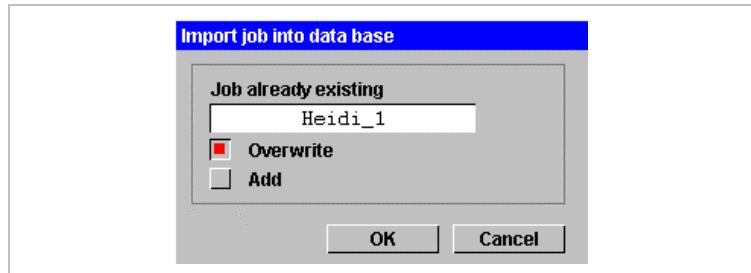 Import job into data base
Job already existing
Heidi_1
Overwrite
Add
OK Cancel